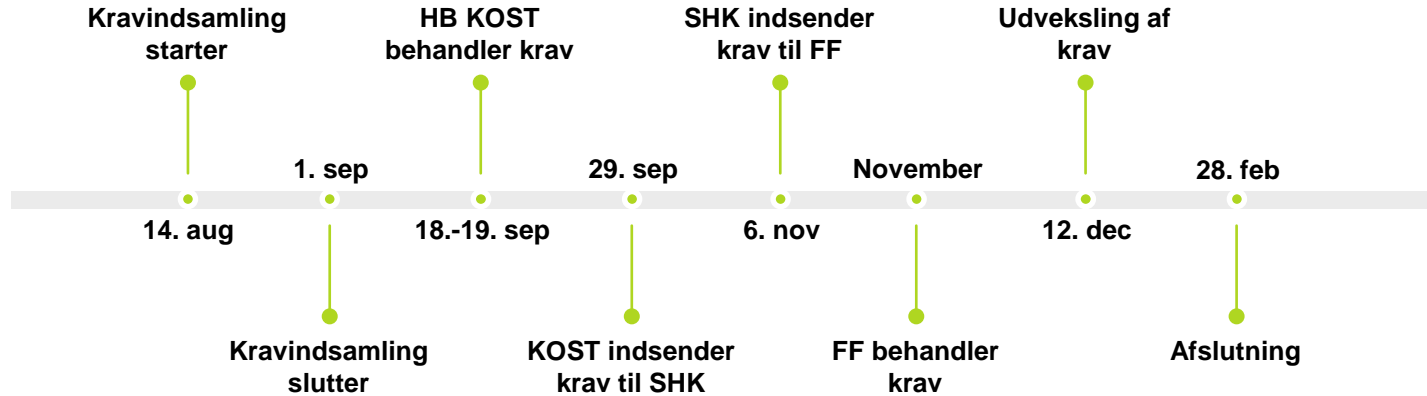 Kravindsamling
starter
HB KOST
behandler krav
SHK indsender
krav til FF
Udveksling af
krav
1. sep
29. sep
November
28. feb
14. aug
18.-19. sep
6. nov
12. dec
Kravindsamling
slutter
KOST indsender
krav til SHK
FF behandler
krav
Afslutning